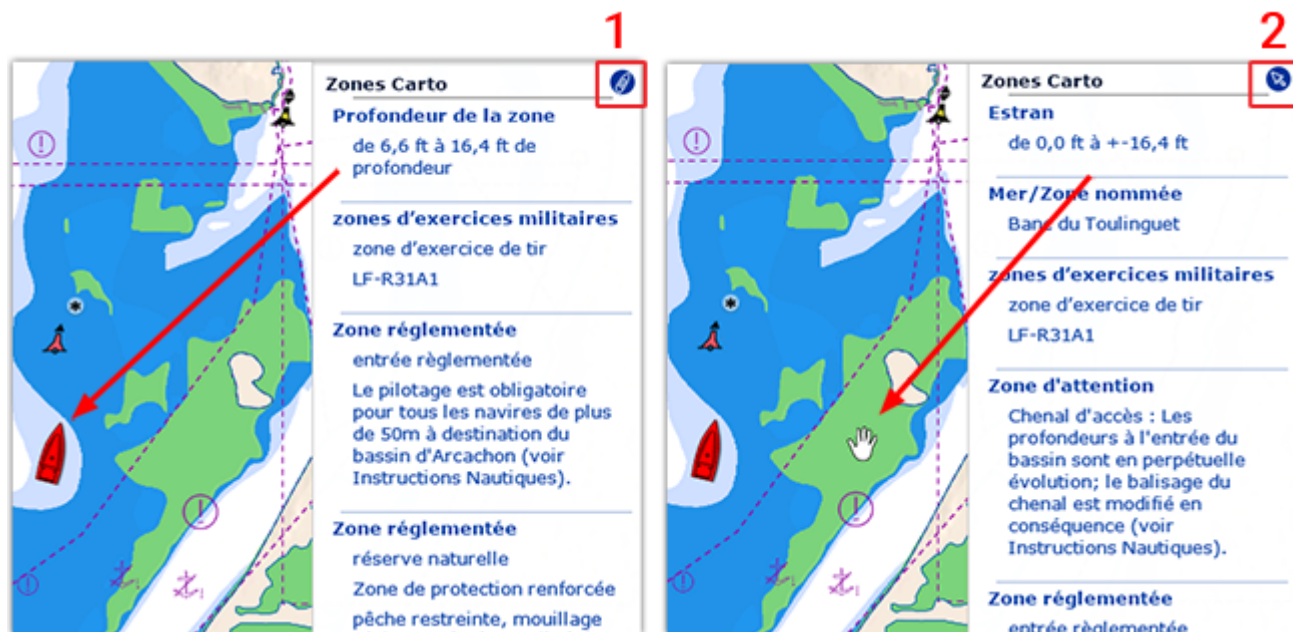 1
Zones Carto
Profondeur de la zone
de 6,6 ft à 16,4 ft de
profondeur
zones d'exercices militaires
zone d'exercice de tir
LF-R31A1
Zone réglementée
entrée règlementée
Le pilotage est obligatoire
pour tous les navires de plus
de 50m à destination du
bassin d'Arcachon (voir
Instructions Nautiques).
Zone réglementée
réserve naturelle
Zone de protection renforcée
pêche restreinte, mouillage
2
Zones Carto
Estran
de 0,0 ft à +-16,4 ft
Mer/Zone nommée
Banc du Toulinguet
zones d'exercices militaires
zone d'exercice de tir
LF-R31A1
Zone d'attention
Chenal d'accès : Les
profondeurs à l'entrée du
bassin sont en perpétuelle
évolution; le balisage du
chenal est modifié en
conséquence (voir
Instructions Nautiques).
Zone réglementée
entrée règlementée